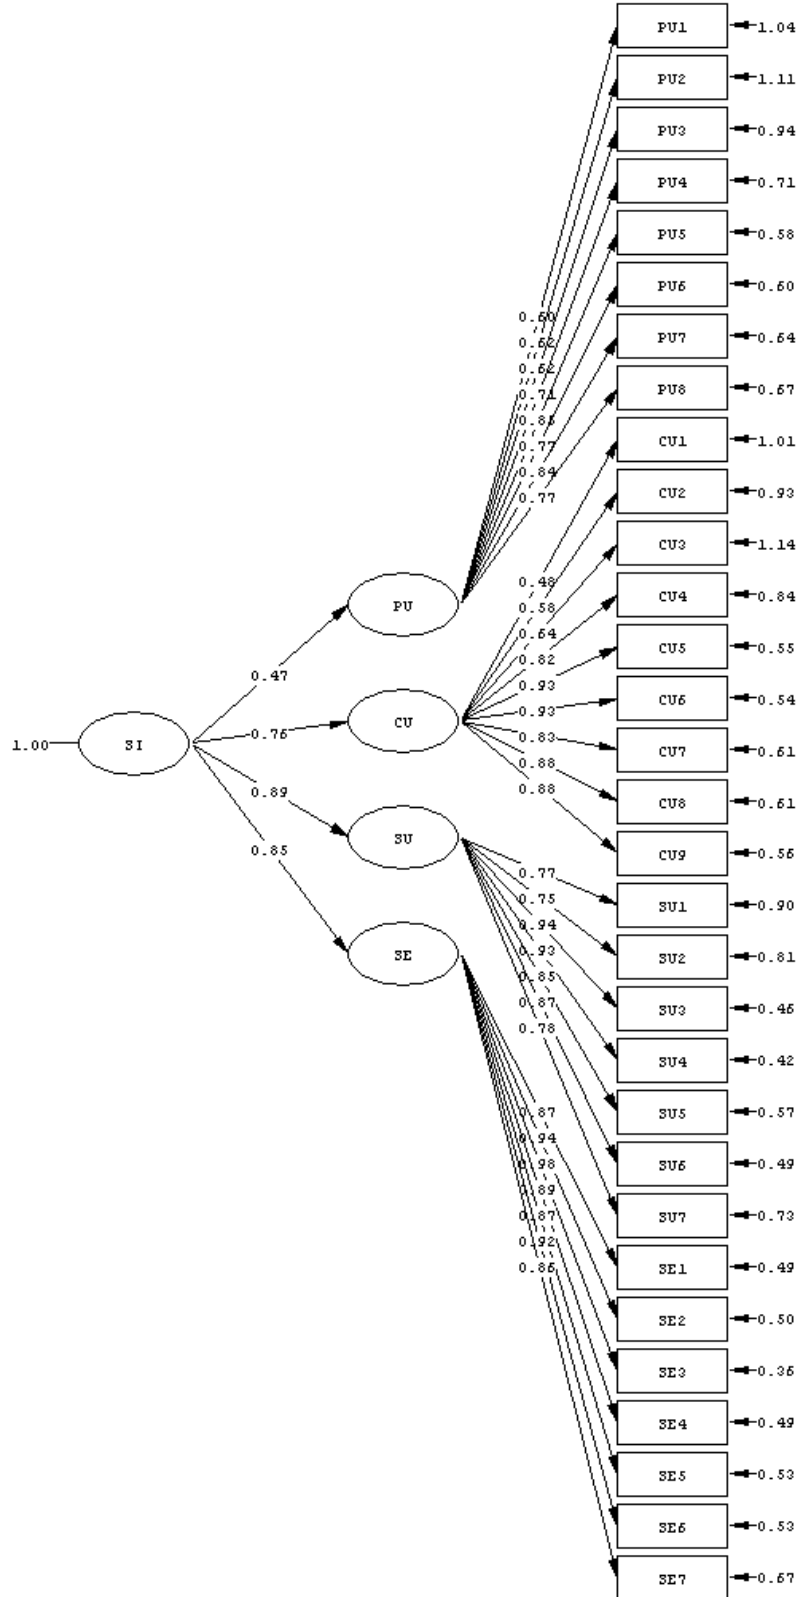 PU1 1.04
PU2 1.11
PU3 0.94
PU4 0.71
PU5 0.58
PU6 0.60
PU7 0.64
PU8 0.67
CU1 1.01
CU2 0.93
CU3 1.14
CU4 0.84
CU5 0.55
CU6 0.54
CU7 0.61
CU8 0.61
CU9 0.56
SU1 0.90
SU2 0.81
SU3 0.46
SU4 0.42
SU5 0.57
SU6 0.49
SU7 0.73
SE1 0.49
SE2 0.50
SE3 0.36
SE4 0.49
SE5 0.53
SE6 0.53
SE7 0.67
0.60
0.62
0.62
0.71
0.85
0.77
0.84
0.77
0.48
0.58
0.64
0.82
0.93
0.93
0.83
0.88
0.88
0.77
0.75
0.94
0.93
0.85
0.87
0.78
0.87
0.94
0.98
0.89
0.87
0.92
0.86
PU
CU
SU
SE
0.47
0.76
0.89
0.85
1.00 SI